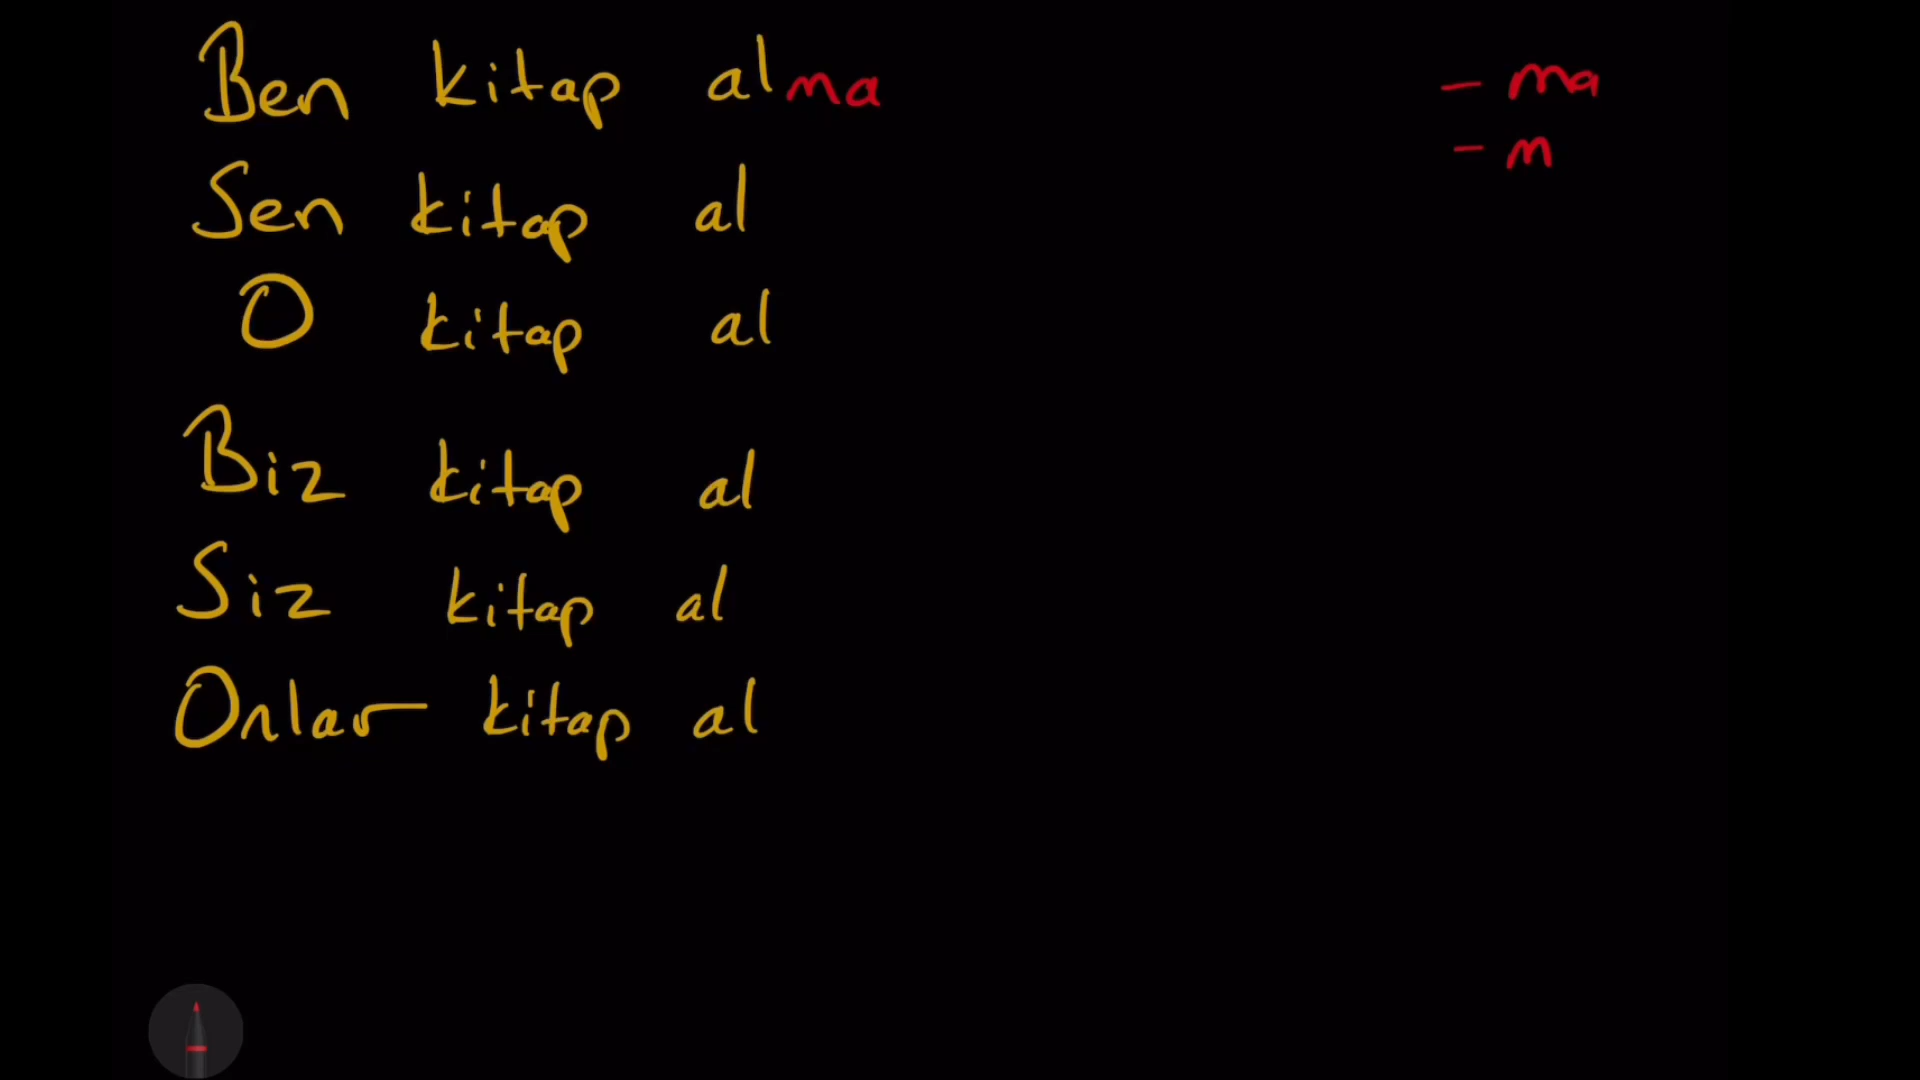 Ben kitap alma
- ma
- m
Sen kitap al
O kitap al
Biz kitap al
Siz kitap al
Onlar kitap al